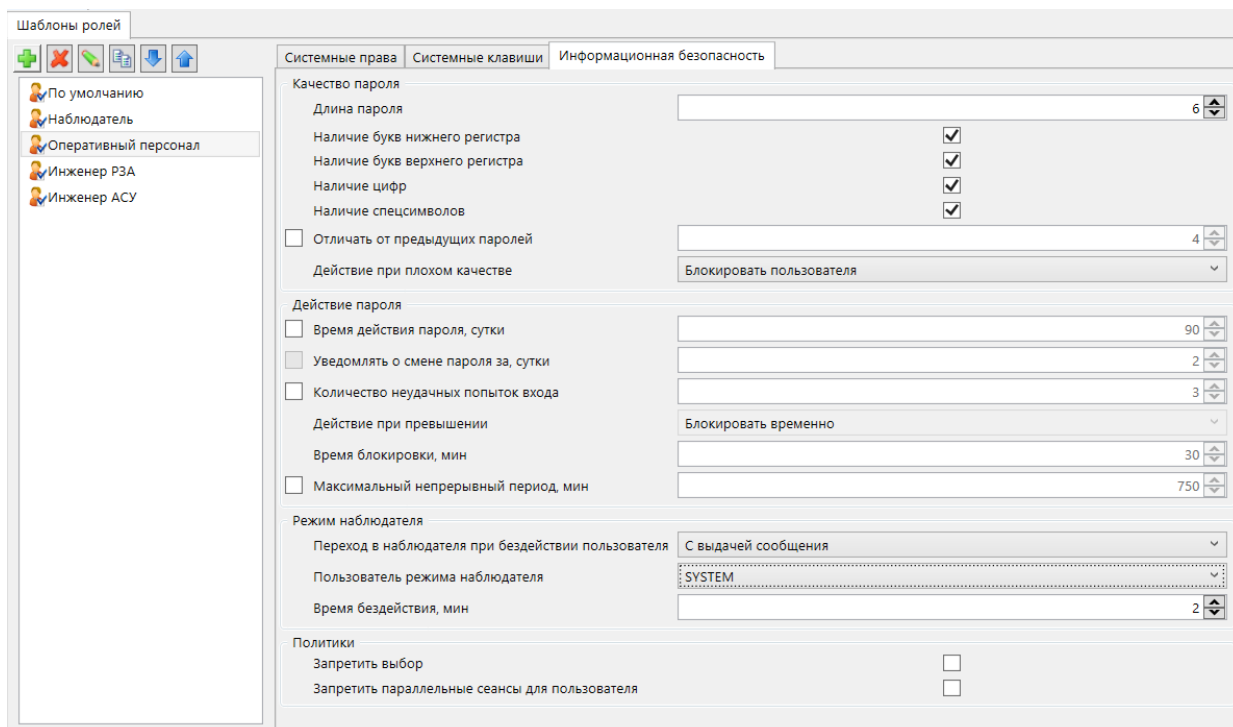 Шаблоны ролей
Системные права
Системные клавиши
Информационная безопасность
По умолчанию
Наблюдатель
Оперативный персонал
Инженер РЗА
Инженер АСУ
Качество пароля
Длина пароля 6
Наличие букв нижнего регистра
Наличие букв верхнего регистра
Наличие цифр
Наличие спецсимволов
Отличать от предыдущих паролей 4
Действие при плохом качестве Блокировать пользователя
Действие пароля
Время действия пароля, сутки 90
Уведомлять о смене пароля за, сутки 2
Количество неудачных попыток входа 3
Действие при превышении Блокировать временно
Время блокировки, мин 30
Максимальный непрерывный период, мин 750
Режим наблюдателя
Переход в наблюдателя при бездействии пользователя С выдачей сообщения
Пользователь режима наблюдателя SYSTEM
Время бездействия, мин 2
Политики
Запретить выбор
Запретить параллельные сеансы для пользователя